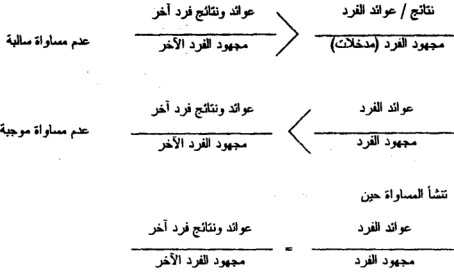 نتائج / عوائد الفرد > عوائد ونتائج فرد آخر
مجهود الفرد (مدخلات) مجهود الفرد الآخر
عدم مساواة سالبة
عوائد الفرد < عوائد ونتائج فرد آخر
مجهود الفرد مجهود الفرد الآخر
عدم مساواة موجبة
تنشأ المساواة حين
عوائد الفرد = عوائد ونتائج فرد آخر
مجهود الفرد مجهود الفرد الآخر